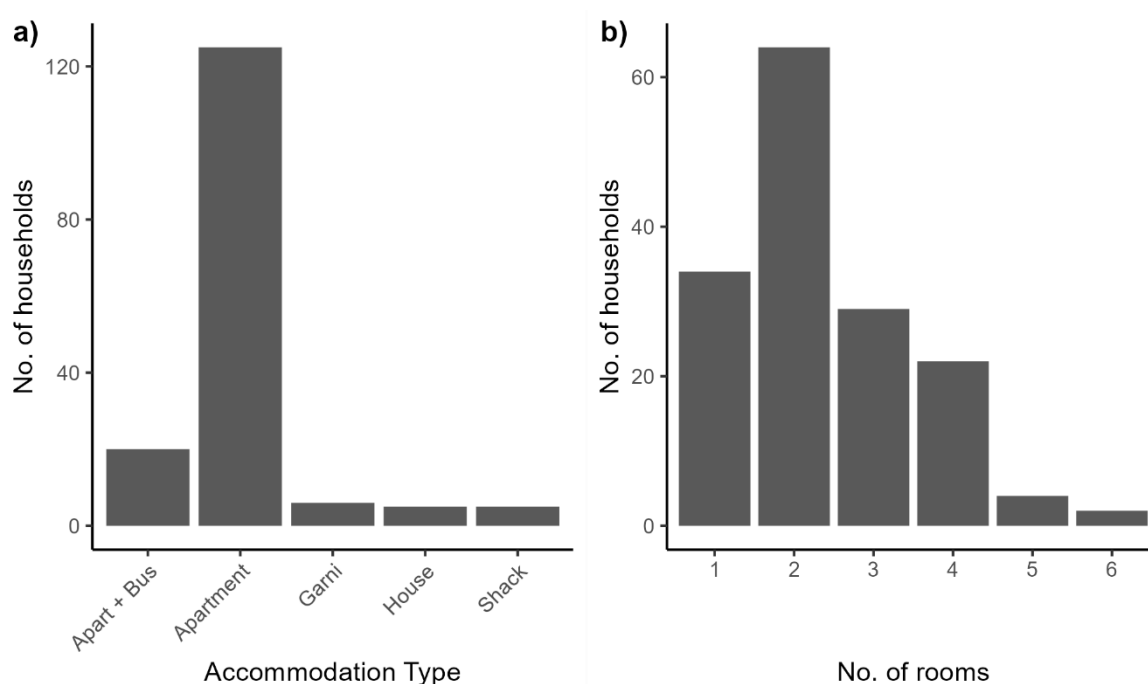 a)
No. of households
120
80
40
0
Apart + Bus
Apartment
Garni
House
Shack
Accommodation Type
b)
No. of households
60
40
20
0
1 2 3 4 5 6
No. of rooms